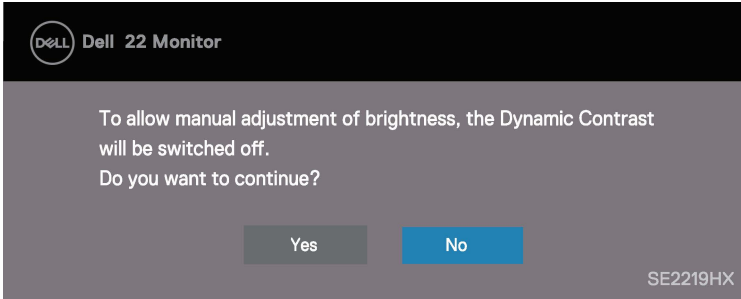 DELL Dell 22 Monitor
To allow manual adjustment of brightness, the Dynamic Contrast
will be switched off.
Do you want to continue?
Yes No
SE2219HX